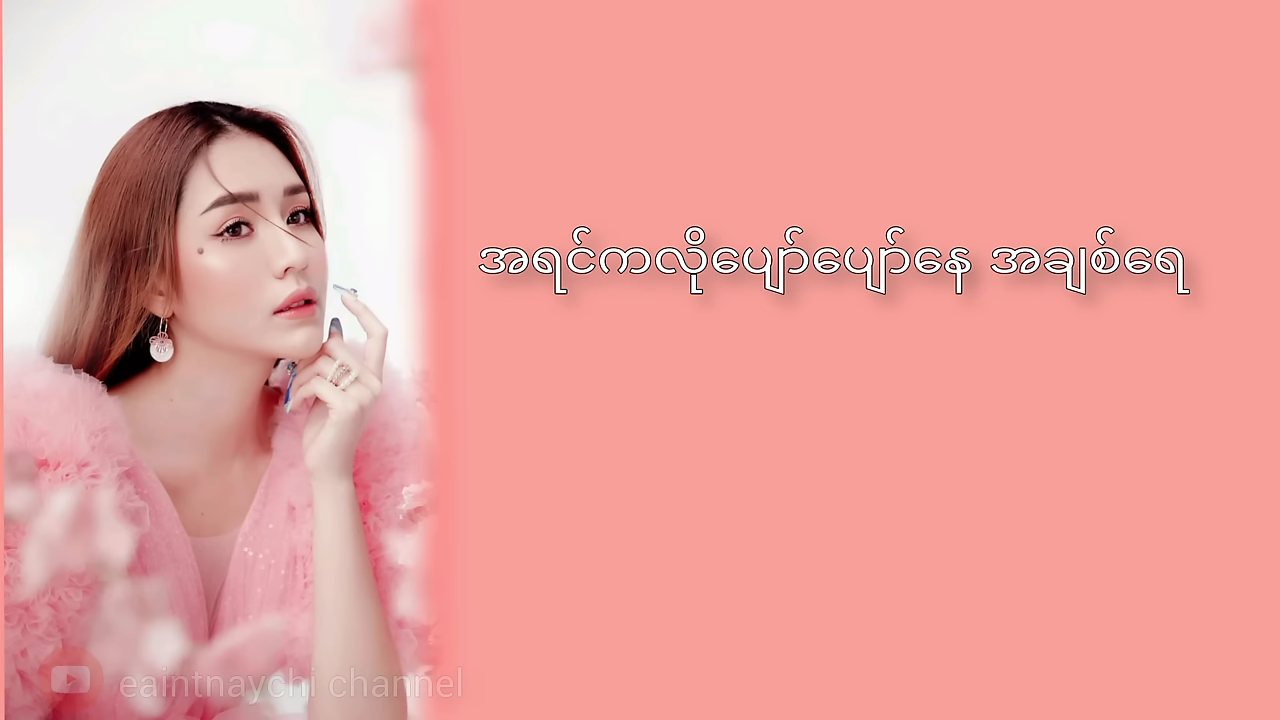 အရင်ကလိုပျော်ပျော်နေ အချစ်ရေ
eaintnaychi channel